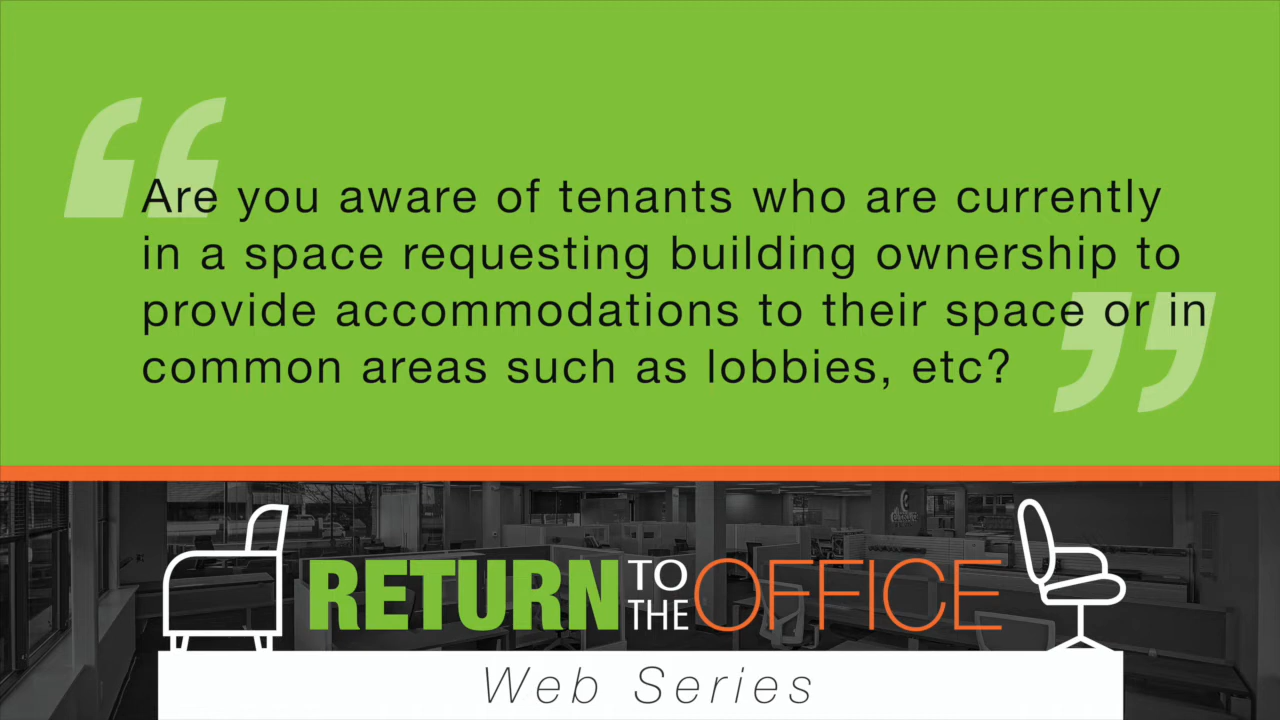 Are you aware of tenants who are currently
in a space requesting building ownership to
provide accommodations to their space or in
common areas such as lobbies, etc?
RETURN TO THE OFFICE
Web Series